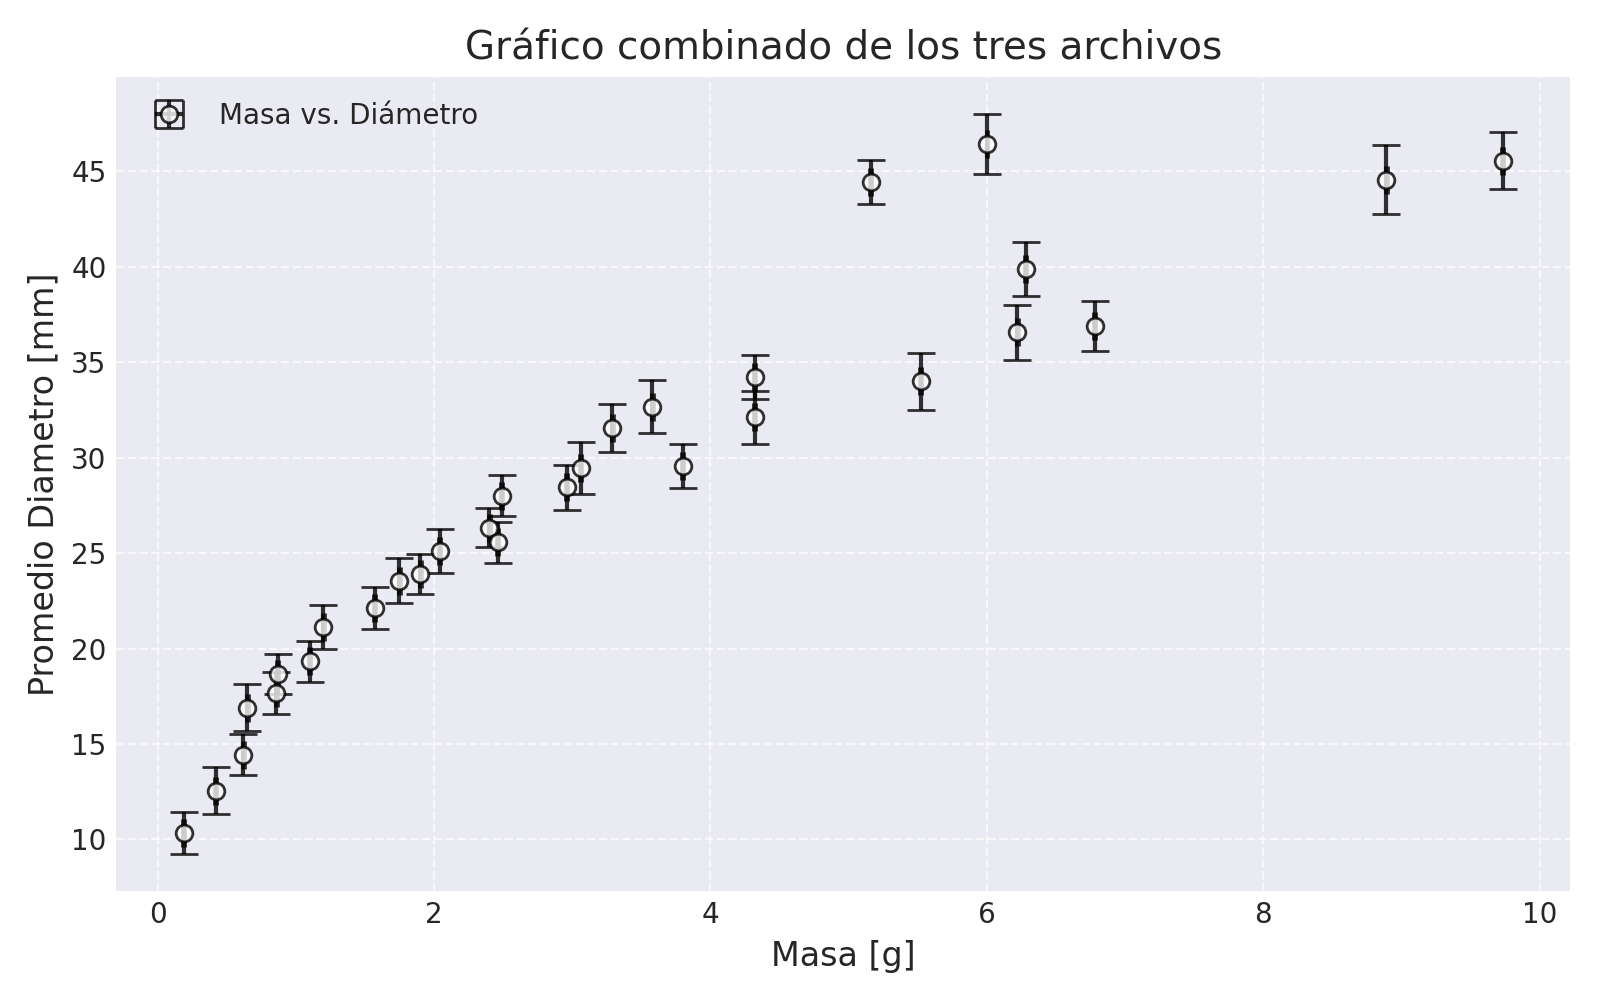 Gráfico combinado de los tres archivos
Masa vs. Diámetro
45
40
35
30
25
20
15
10
Promedio Diametro [mm]
0 2 4 6 8 10
Masa [g]